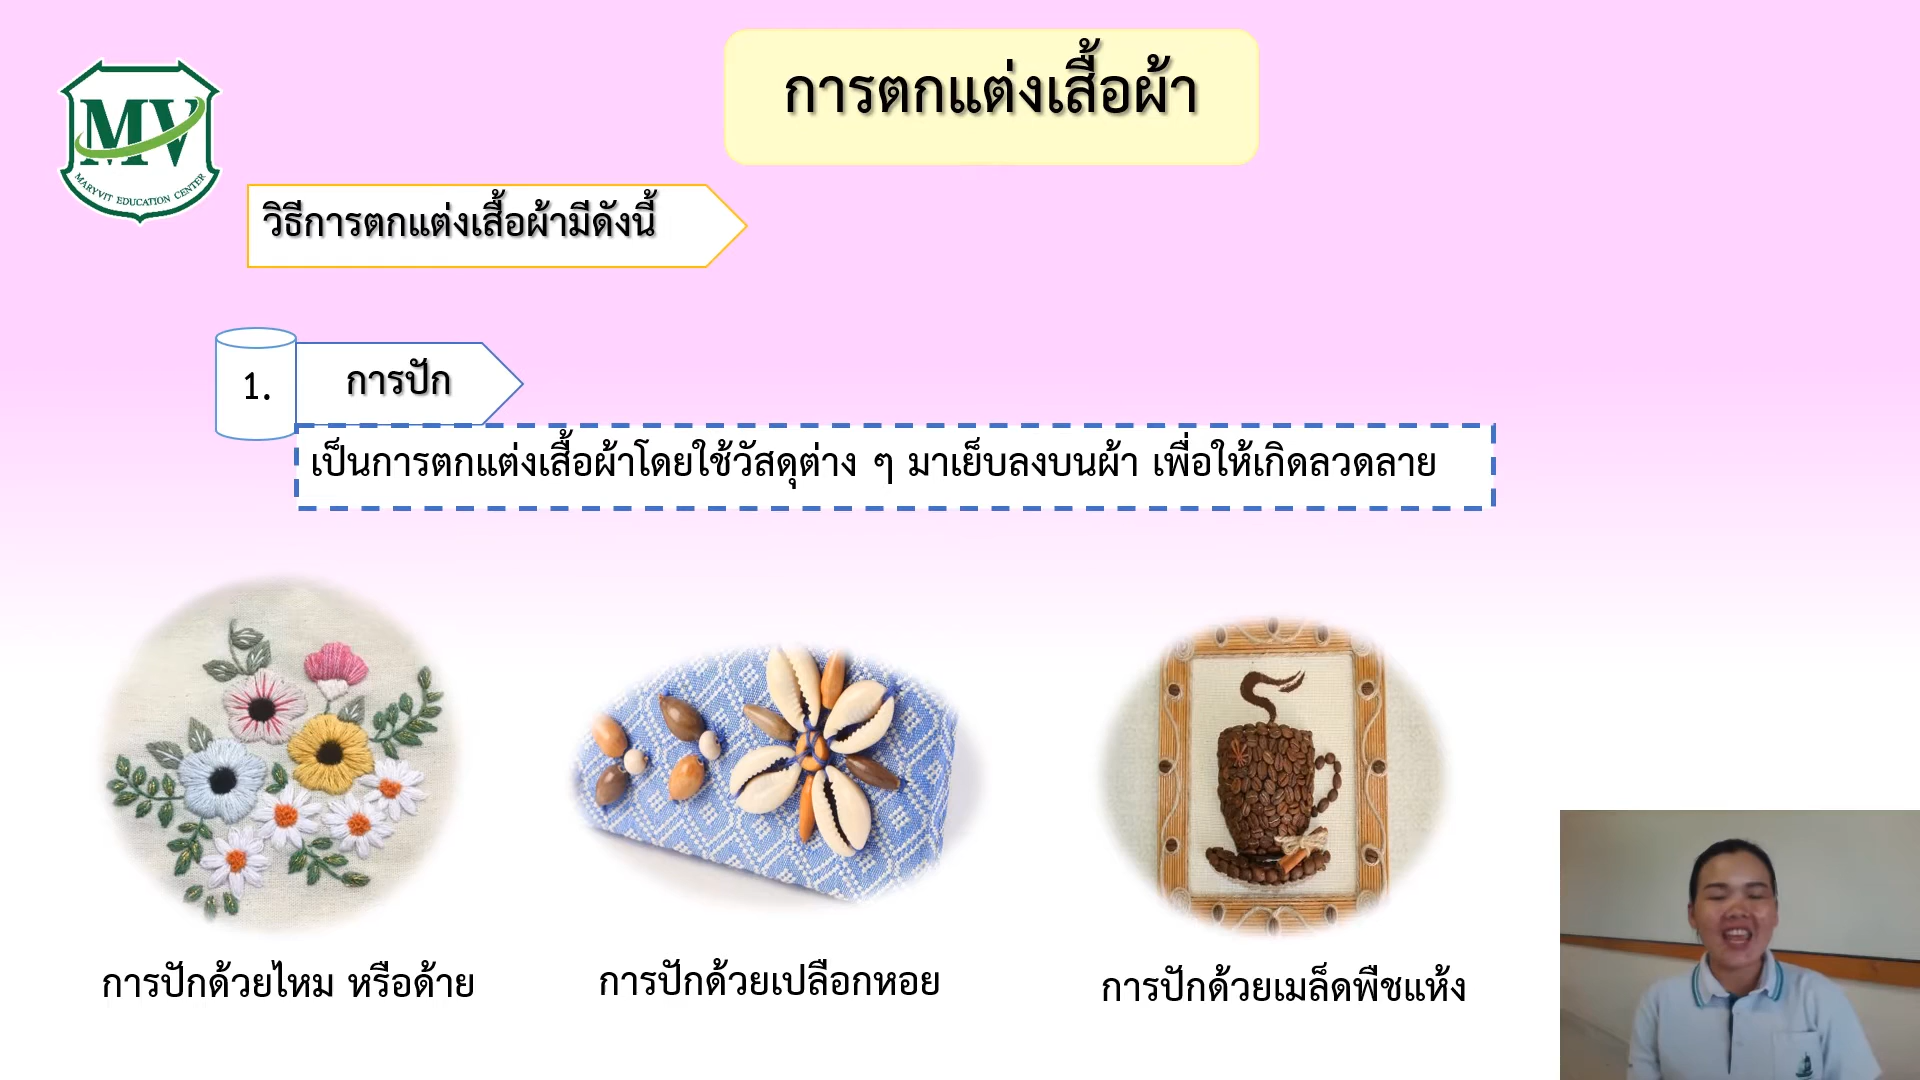 การตกแต่งเสื้อผ้า
MV
MARYVIT EDUCATION CENTER
วิธีการตกแต่งเสื้อผ้ามีดังนี้
1.
การปัก
เป็นการตกแต่งเสื้อผ้าโดยใช้วัสดุต่าง ๆ มาเย็บลงบนผ้า เพื่อให้เกิดลวดลาย
การปักด้วยไหม หรือด้าย
การปักด้วยเปลือกหอย
การปักด้วยเมล็ดพืชแห้ง